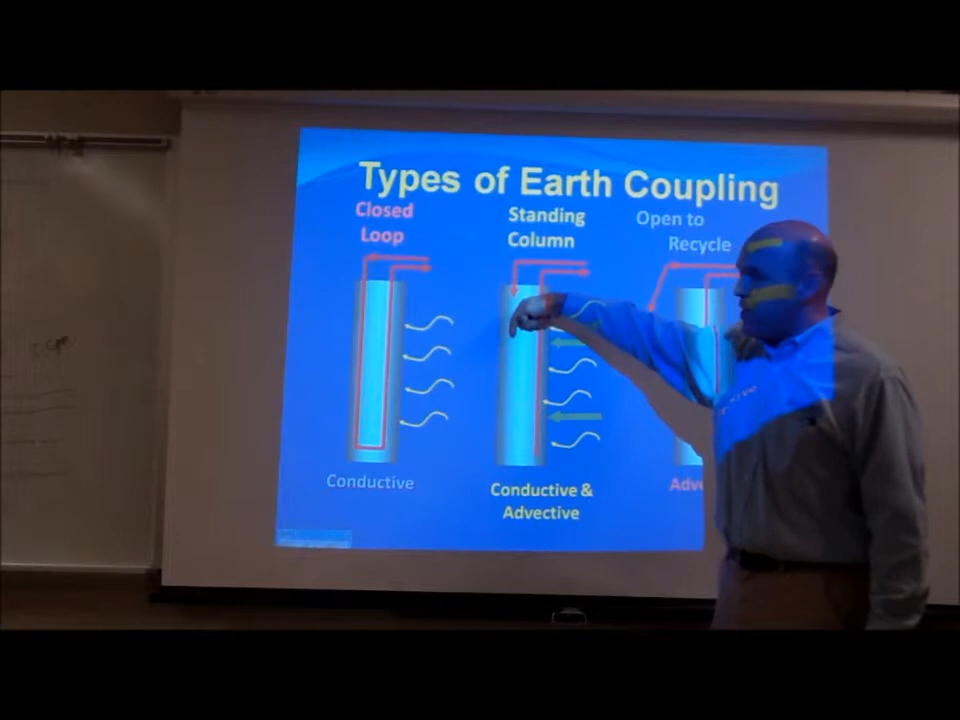 Types of Earth Coupling
Closed
Loop
Standing
Column
Open to
Recycle
Conductive
Conductive &
Advective